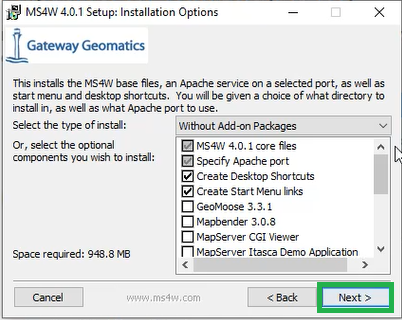 MS4W 4.0.1 Setup: Installation Options
Gateway Geomatics
This installs the MS4W base files, an Apache service on a selected port, as well as
start menu and desktop shortcuts. You will be given a choice of what directory to
install in, as well as what Apache port to use.
Select the type of install:
Without Add-on Packages
Or, select the optional
components you wish to install:
MS4W 4.0.1 core files
Specify Apache port
Create Desktop Shortcuts
Create Start Menu links
GeoMoose 3.3.1
Mapbender 3.0.8
MapServer CGI Viewer
MapServer Itasca Demo Application
Space required: 948.8 MB
Cancel
www.ms4w.com
< Back
Next >